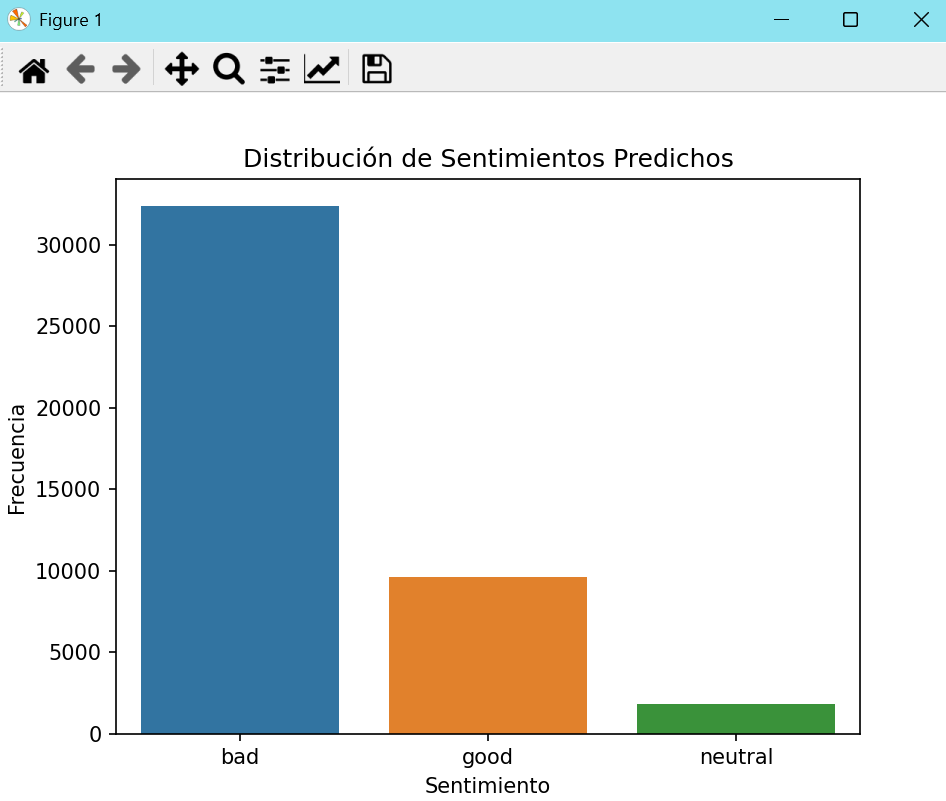 Figure 1
Distribución de Sentimientos Predichos
30000
25000
20000
15000
10000
5000
0
Frecuencia
bad good neutral
Sentimiento